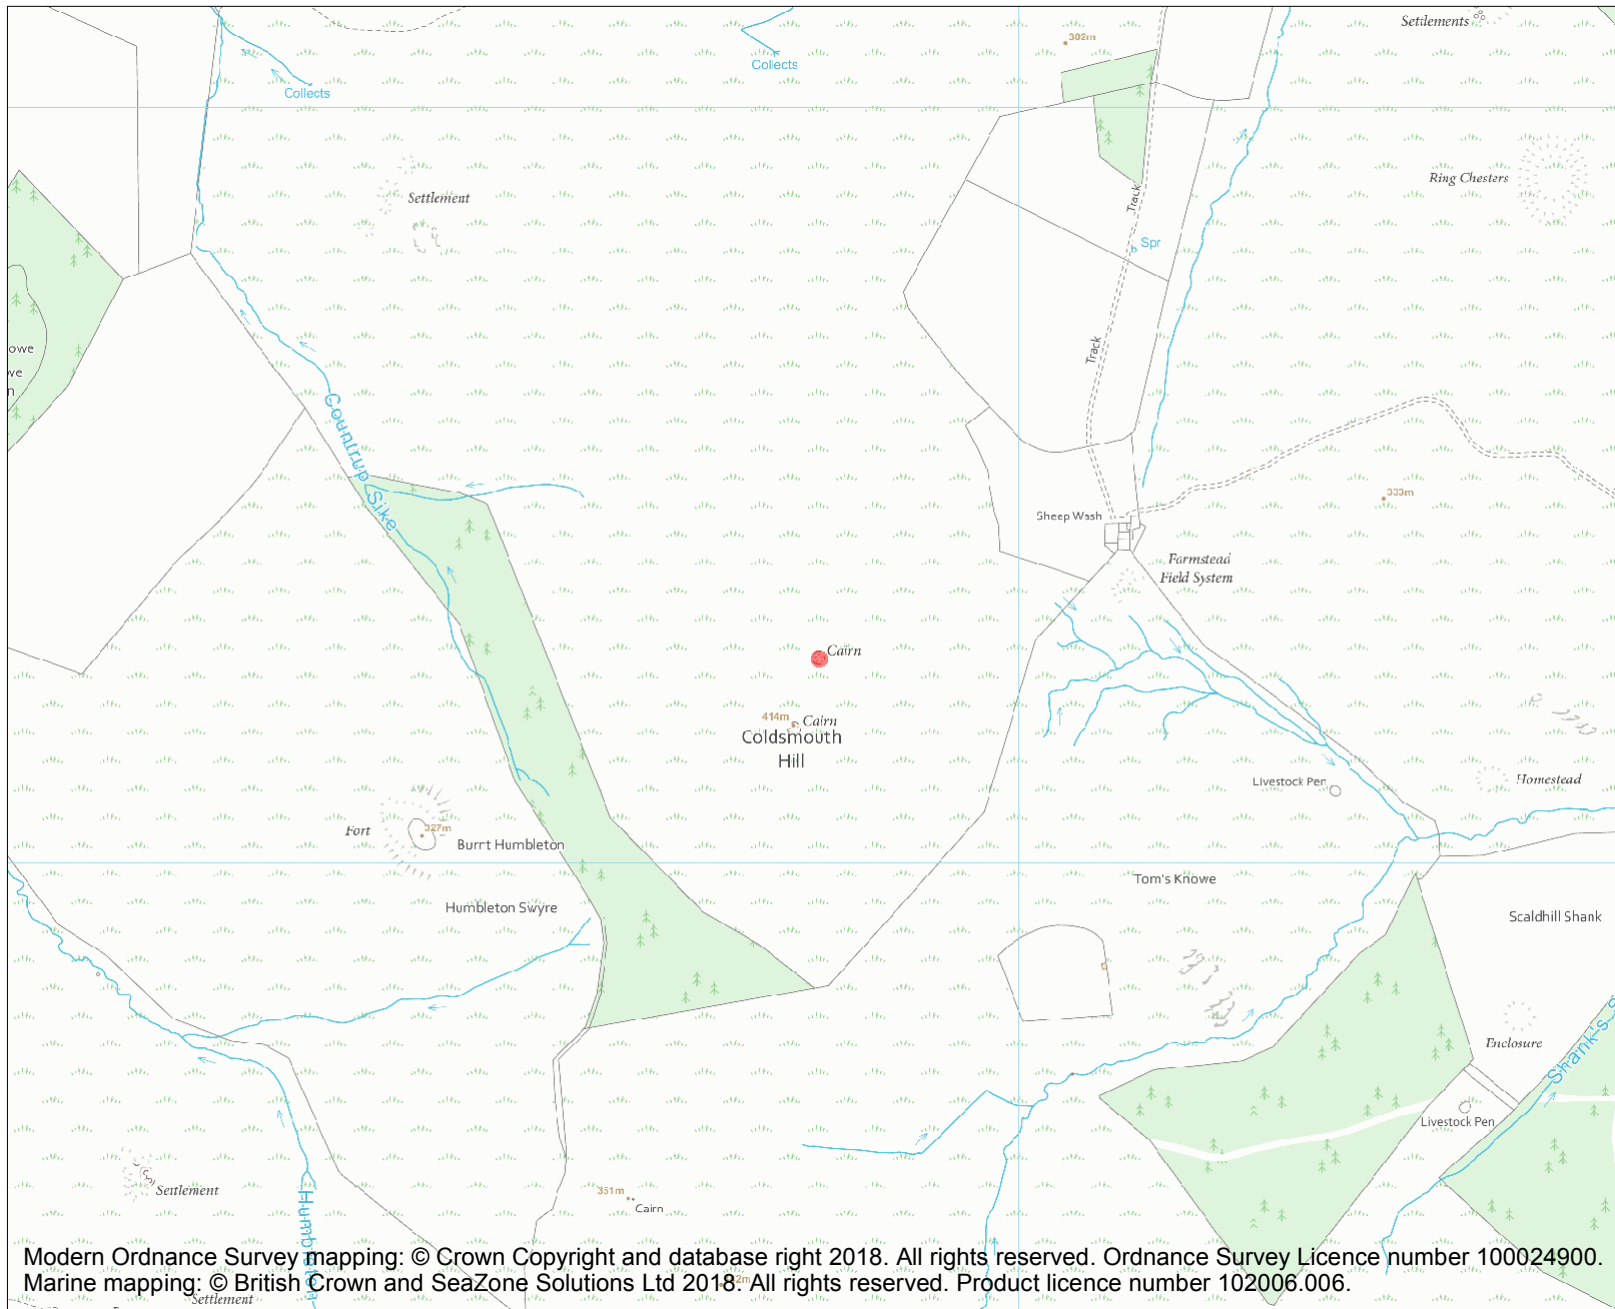 Settlements
302m
Collects
Collects
Ring Chesters
Settlement
Track
Spr
owe
we
n
Track
Countrup Sike
333m
Sheep Wash
Farmstead
Field System
Cairn
414m
Cairn
Coldsmouth
Hill
Livestock Pen
Homestead
Fort
327m
Burrt Humbleton
Tom's Knowe
Humbleton Swyre
Scaldhill Shank
Enclosure
Shank's S
Livestock Pen
Settlement
351m
Cairn
Humbleton
Modern Ordnance Survey mapping: © Crown Copyright and database right 2018. All rights reserved. Ordnance Survey Licence number 100024900.
Marine mapping: © British Crown and SeaZone Solutions Ltd 2018. All rights reserved. Product licence number 102006.006.
Settlement